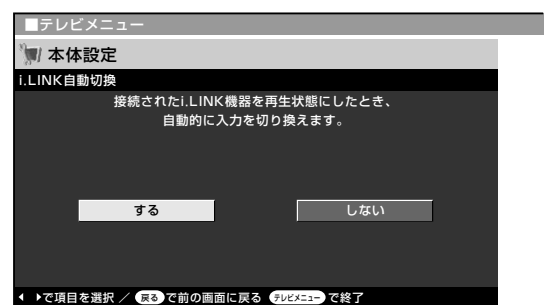 ■テレビメニュー
本体設定
i.LINK自動切換
接続されたi.LINK機器を再生状態にしたとき、
自動的に入力を切り換えます。
する しない
で項目を選択 / 戻る で前の画面に戻る テレビメニュー で終了